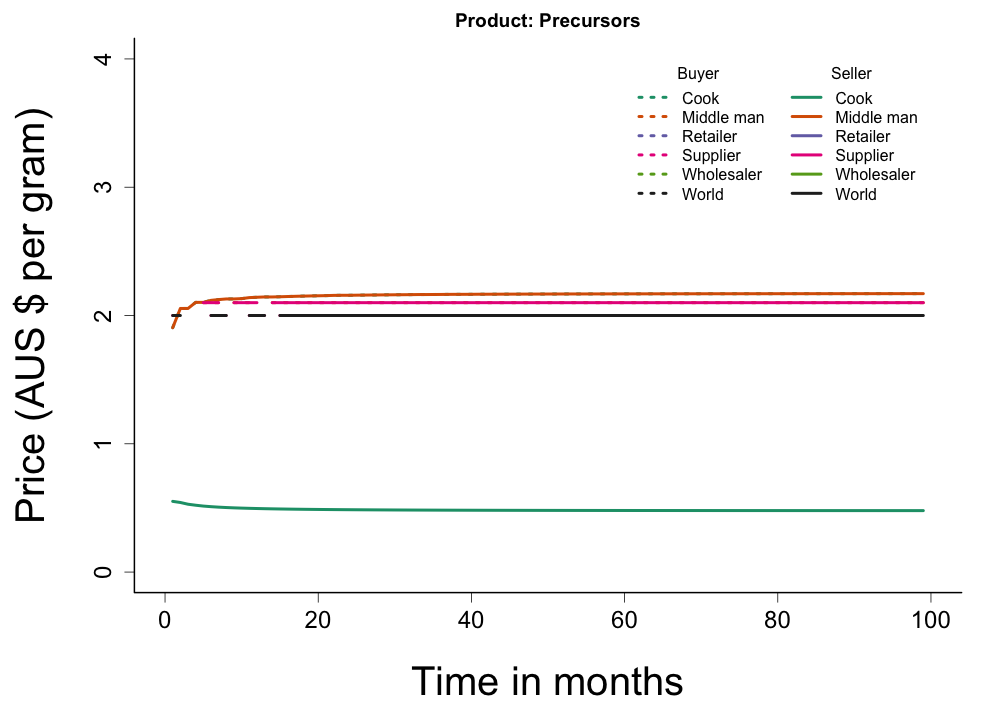 Product: Precursors
Price (AUS $ per gram)
4
3
2
1
0
Buyer Seller
Cook Cook
Middle man Middle man
Retailer Retailer
Supplier Supplier
Wholesaler Wholesaler
World World
0 20 40 60 80 100
Time in months